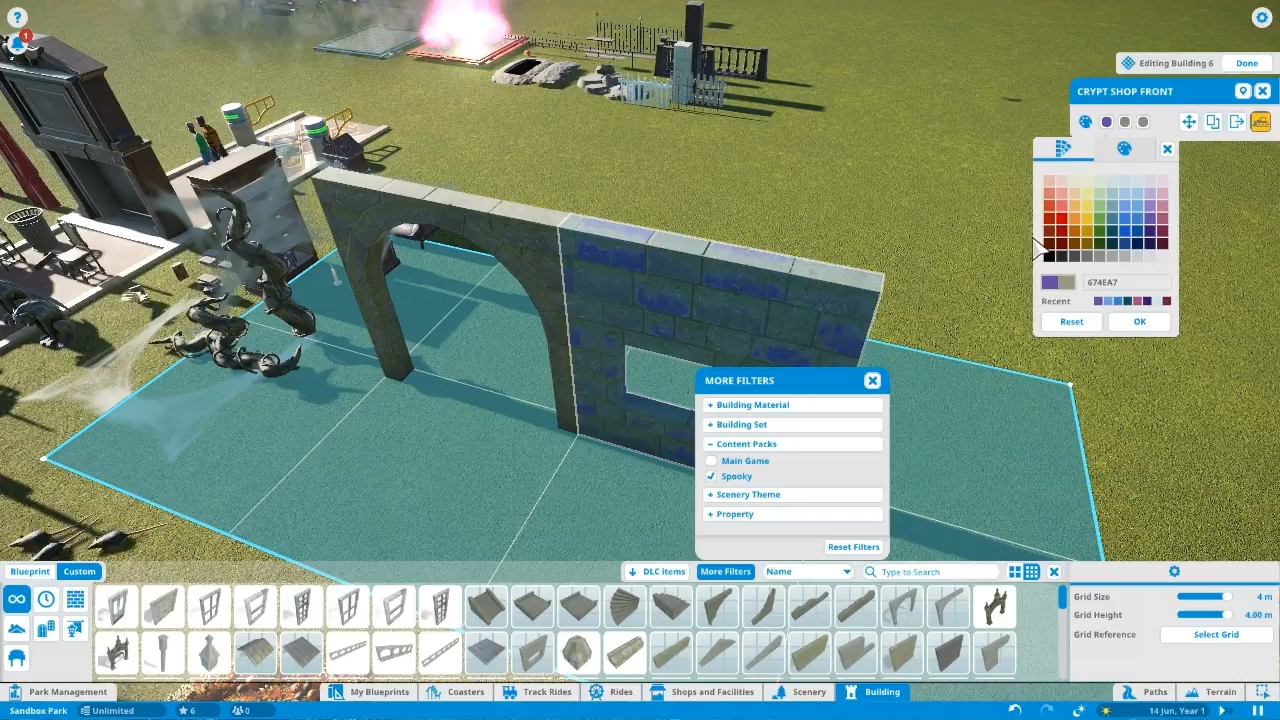 ?
1
Editing Building 6
Done
CRYPT SHOP FRONT
674EA7
Recent
Reset
OK
MORE FILTERS
+ Building Material
+ Building Set
− Content Packs
Main Game
Spooky
+ Scenery Theme
+ Property
Reset Filters
Blueprint
Custom
DLC items
More Filters
Name
Type to Search
Grid Size
4 m
Grid Height
4.00 m
Grid Reference
Select Grid
Park Management
My Blueprints
Coasters
Track Rides
Rides
Shops and Facilities
Scenery
Building
Paths
Terrain
Sandbox Park
Unlimited
6
0
14 Jun, Year 1